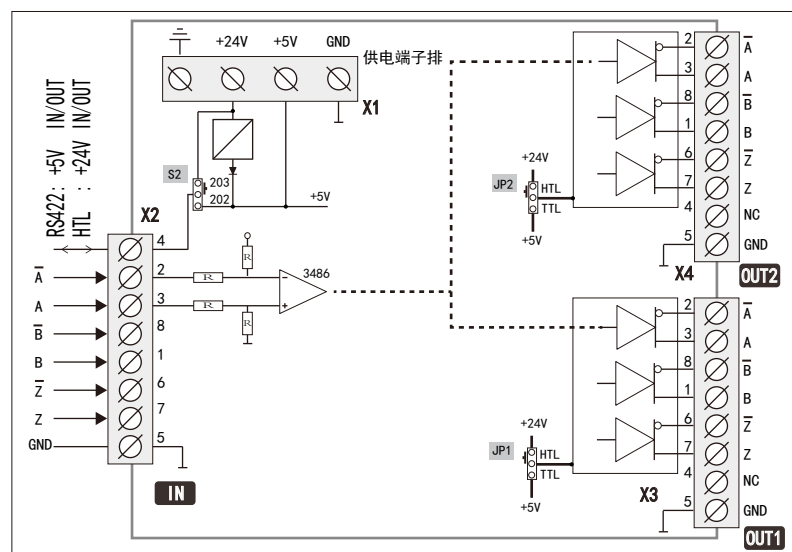 +24V
+5V
GND
供电端子排
X1
RS422: +5V IN/OUT
HTL : +24V IN/OUT
S2
203
202
+5V
X2
4
A̅ 2
A 3
B̅ 8
B 1
Z̅ 6
Z 7
GND 5
IN
R
R
R
R
3486
−
+
+24V
JP2
HTL
TTL
+5V
2 A̅
3 A
8 B̅
1 B
6 Z̅
7 Z
4 NC
5 GND
X4
OUT2
+24V
JP1
HTL
TTL
+5V
2 A̅
3 A
8 B̅
1 B
6 Z̅
7 Z
4 NC
5 GND
X3
OUT1